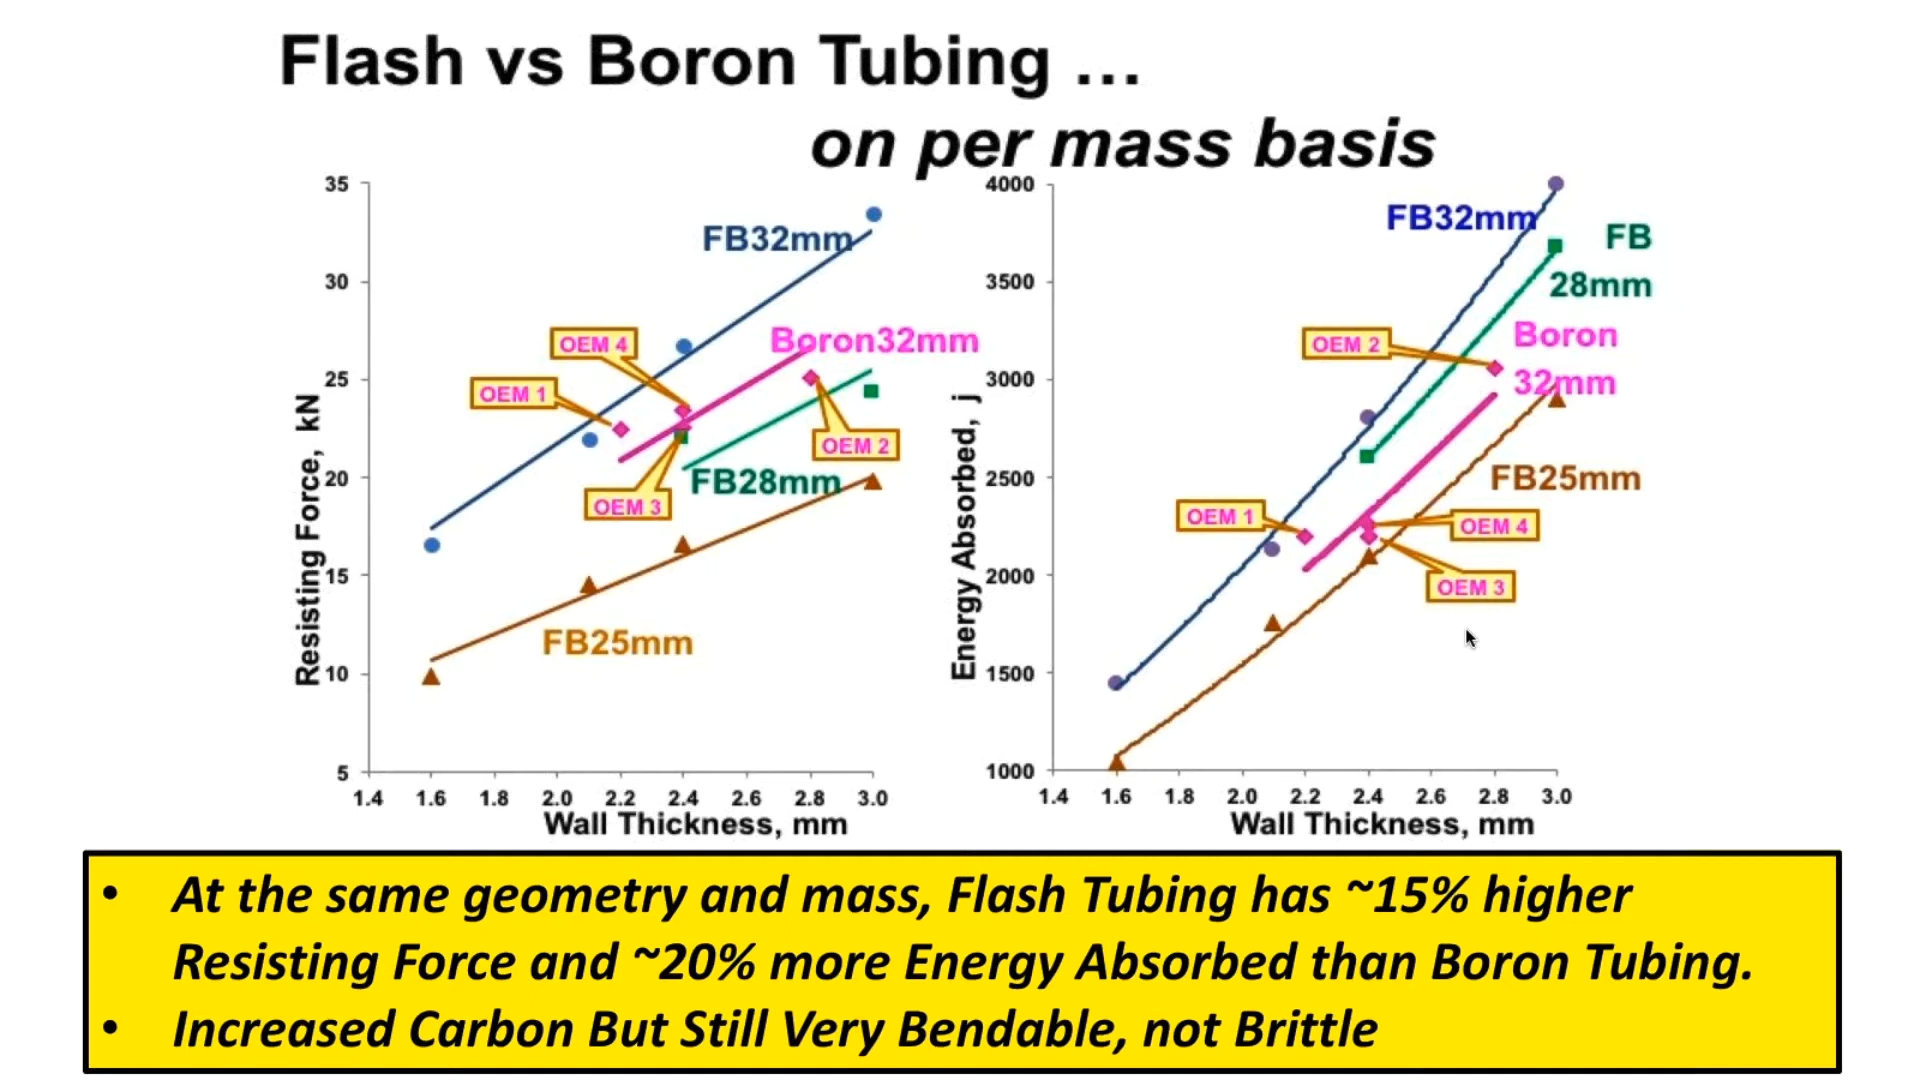 Flash vs Boron Tubing ...
on per mass basis
35
30
25
20
15
10
5
Resisting Force, kN
1.4 1.6 1.8 2.0 2.2 2.4 2.6 2.8 3.0
Wall Thickness, mm
FB32mm
OEM 4
Boron32mm
OEM 1
OEM 2
FB28mm
OEM 3
FB25mm
4000
3500
3000
2500
2000
1500
1000
Energy Absorbed, j
1.4 1.6 1.8 2.0 2.2 2.4 2.6 2.8 3.0
Wall Thickness, mm
FB32mm
FB
28mm
OEM 2
Boron
32mm
FB25mm
OEM 1
OEM 4
OEM 3
• At the same geometry and mass, Flash Tubing has ~15% higher
Resisting Force and ~20% more Energy Absorbed than Boron Tubing.
• Increased Carbon But Still Very Bendable, not Brittle